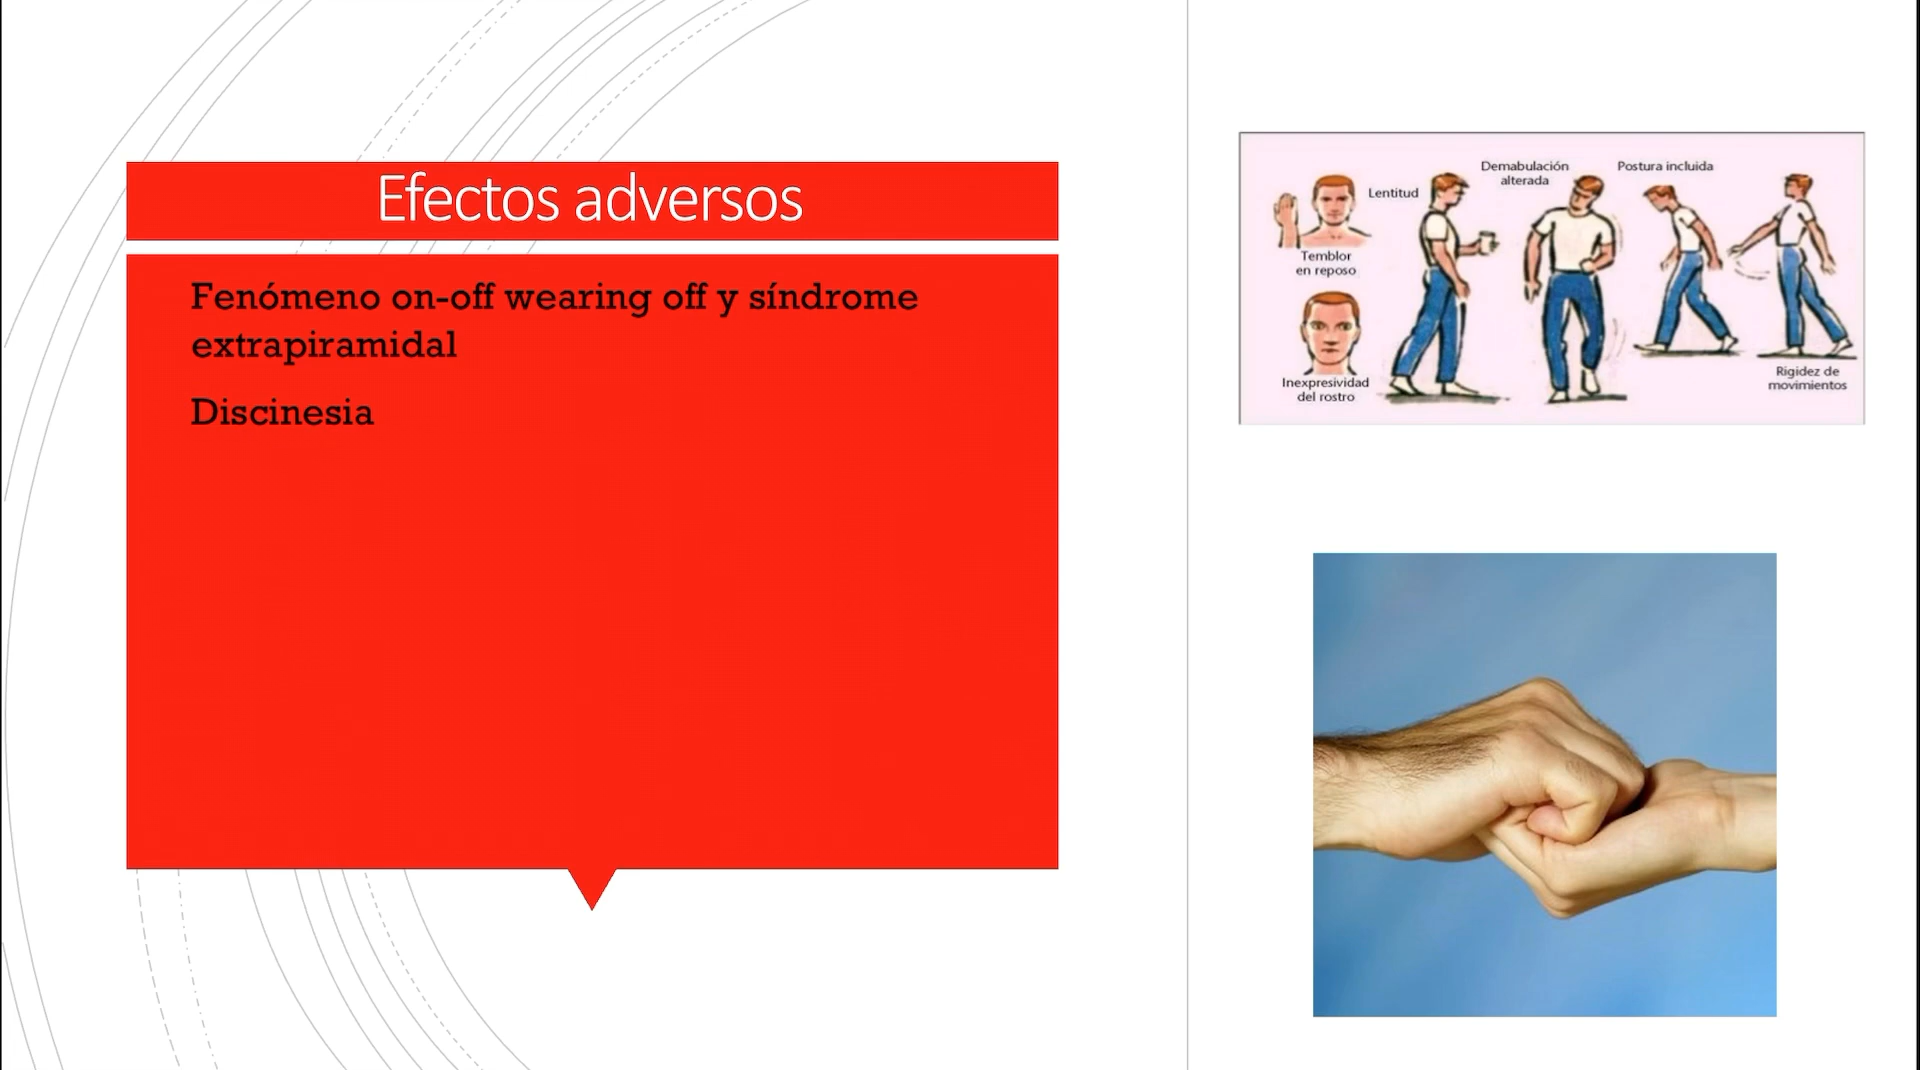 Efectos adversos
Fenómeno on-off wearing off y síndrome
extrapiramidal
Discinesia
Temblor
en reposo
Inexpresividad
del rostro
Lentitud
Demabulación
alterada
Postura incluida
Rigidez de
movimientos